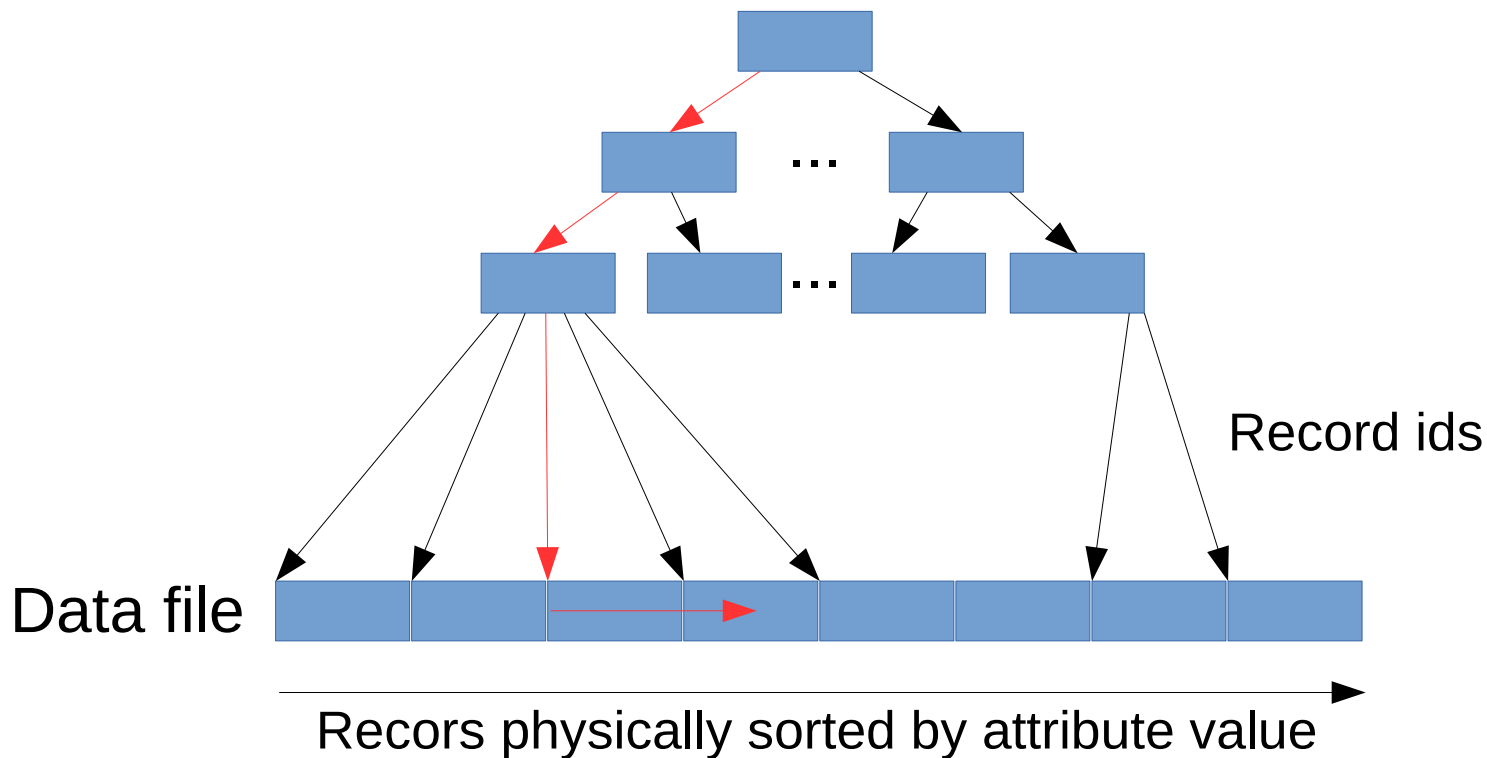 ...
...
Record ids
Data file
Recors physically sorted by attribute value